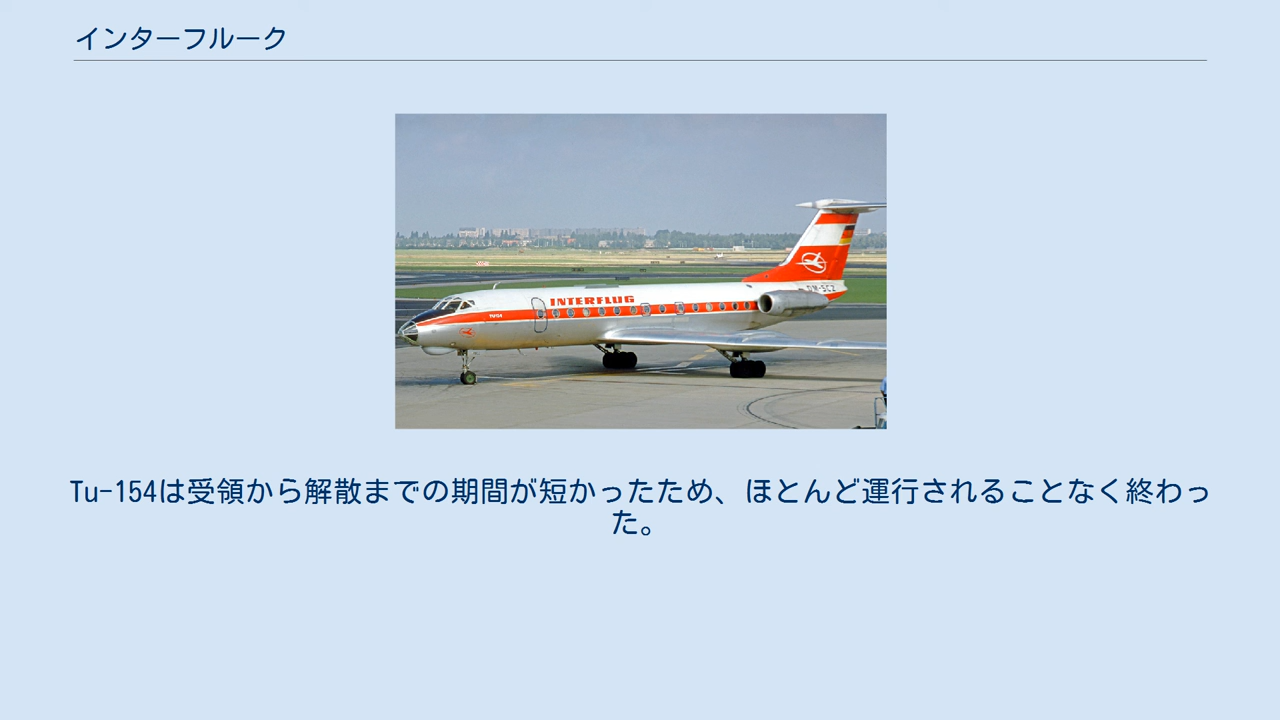 インターフルーク
INTERFLUG
DM-SCZ
Tu-154は受領から解散までの期間が短かったため、ほとんど運行されることなく終わっ
た。